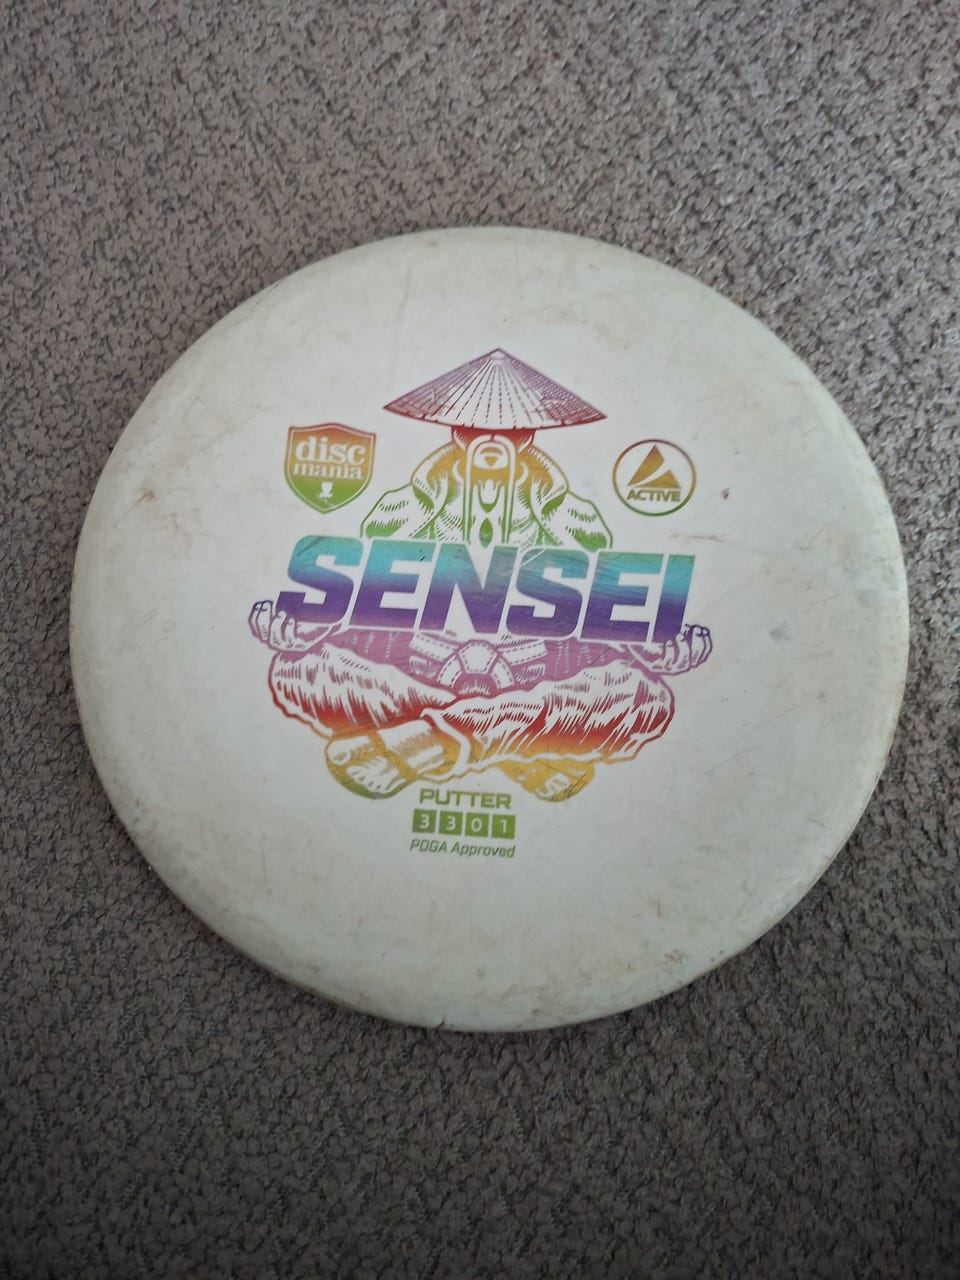 disc
mania
ACTIVE
SENSEI
PUTTER
3 3 0 1
PDGA Approved